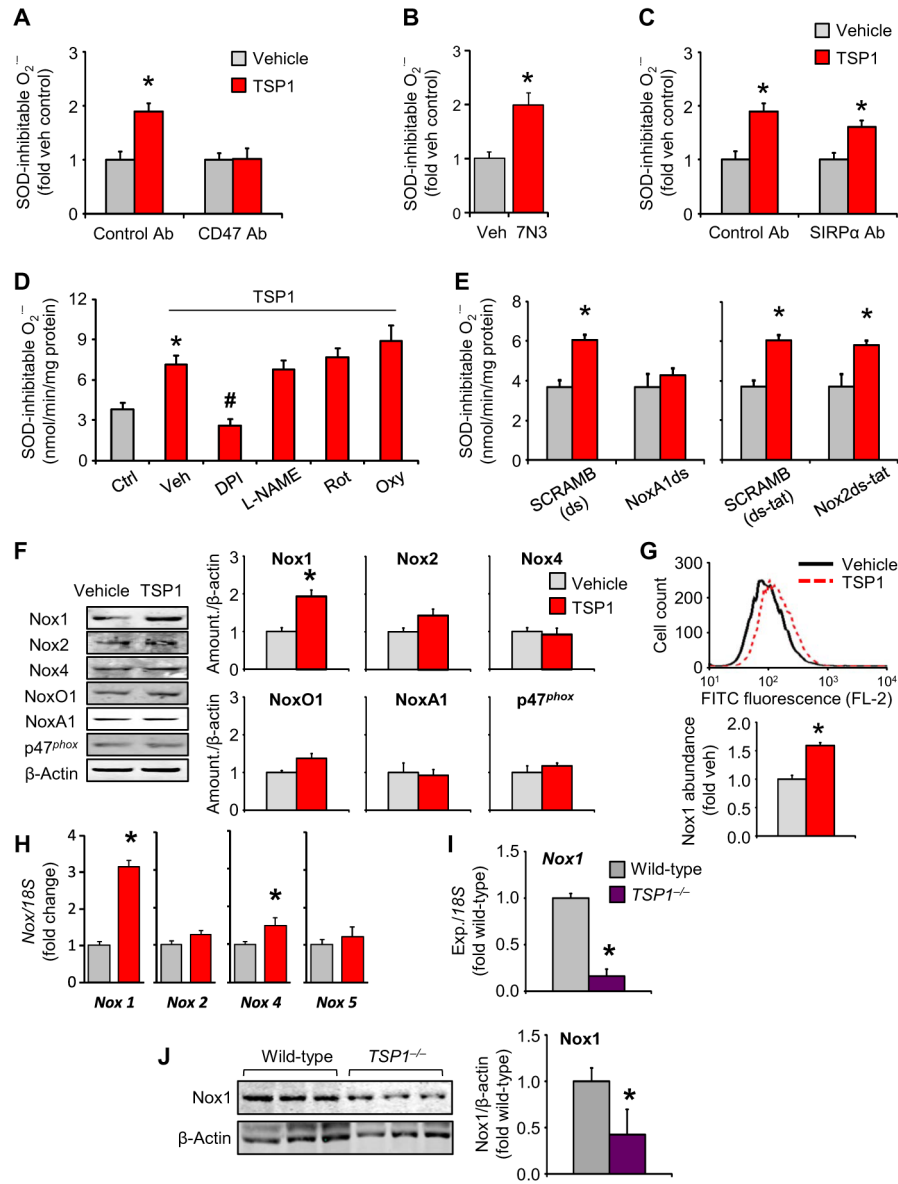 A
SOD-inhibitable O2·–
(fold veh control)
3
2
1
0
*
Vehicle
TSP1
Control Ab
CD47 Ab
B
SOD-inhibitable O2·–
(fold veh control)
3
2
1
0
*
Veh 7N3
C
SOD-inhibitable O2·–
(fold veh control)
3
2
1
0
*
*
Vehicle
TSP1
Control Ab
SIRPα Ab
D
SOD-inhibitable O2·–
(nmol/min/mg protein)
12
9
6
3
0
TSP1
*
#
Ctrl
Veh
DPI
L-NAME
Rot
Oxy
E
SOD-inhibitable O2·–
(nmol/min/mg protein)
8
6
4
2
0
*
*
*
SCRAMB
(ds)
NoxA1ds
SCRAMB
(ds-tat)
Nox2ds-tat
F
Vehicle TSP1
Nox1
Nox2
Nox4
NoxO1
NoxA1
p47phox
β-Actin
Amount/β-actin
3
2
1
0
Nox1
*
Nox2
Nox4
Vehicle
TSP1
Amount./β-actin
3
2
1
0
NoxO1
NoxA1
p47phox
G
Cell count
300
250
200
150
100
50
0
Vehicle
TSP1
10¹
10²
10³
10⁴
FITC fluorescence (FL-2)
Nox1 abundance
(fold veh)
2.0
1.5
1.0
0.5
0.0
*
H
Nox/18S
(fold change)
4
3
2
1
0
*
*
Nox 1
Nox 2
Nox 4
Nox 5
I
Exp./18S
(fold wild-type)
1.5
1.0
0.5
0.0
Nox1
*
Wild-type
TSP1–/–
J
Wild-type
TSP1–/–
Nox1
β-Actin
Nox1/β-actin
(fold wild-type)
1.5
1.0
0.5
0.0
Nox1
*